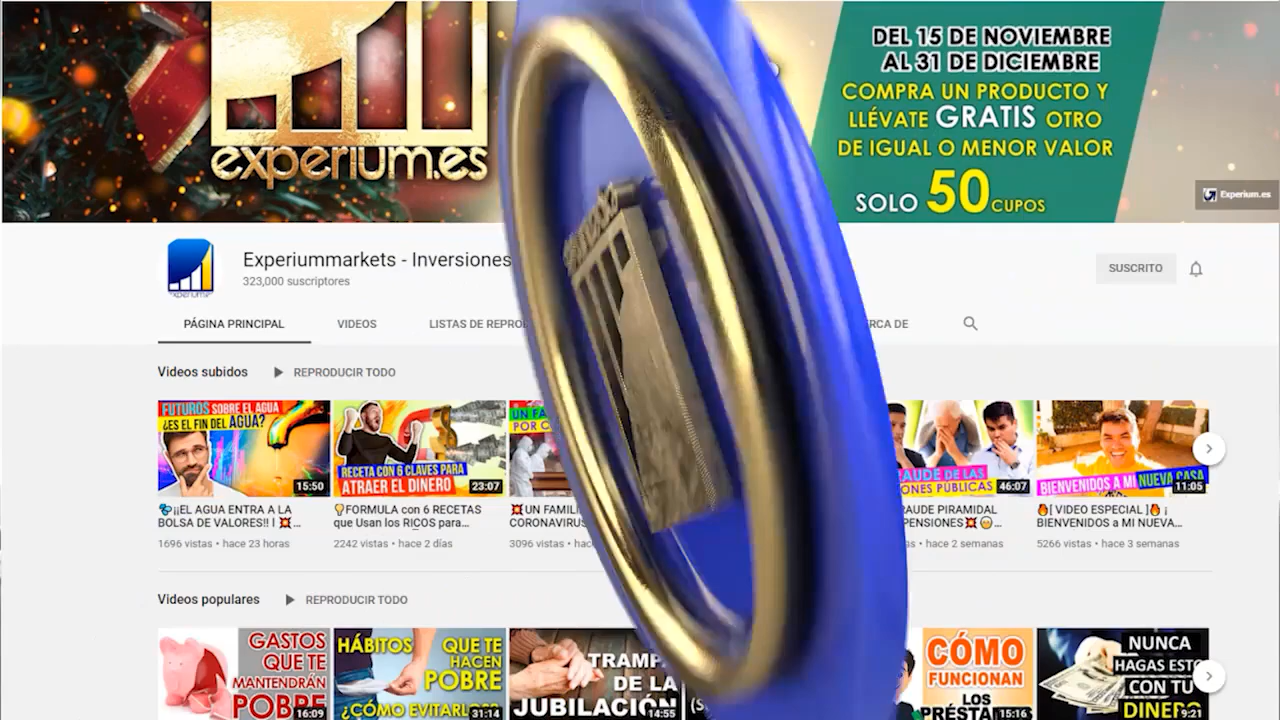 experium.es
DEL 15 DE NOVIEMBRE
AL 31 DE DICIEMBRE
COMPRA UN PRODUCTO Y
LLÉVATE GRATIS OTRO
DE IGUAL O MENOR VALOR
SOLO 50 CUPOS
Experium.es
experium.es
Experiummarkets - Inversiones
323,000 suscriptores
SUSCRITO
PÁGINA PRINCIPAL
VIDEOS
LISTAS DE REPROD
RCA DE
Videos subidos
REPRODUCIR TODO
FUTUROS SOBRE EL AGUA
¿ES EL FIN DEL AGUA?
15:50
RECETA CON 6 CLAVES PARA
ATRAER EL DINERO
23:07
UN FA
POR C
AUDE DE LAS
ONES PÚBLICAS
46:07
BIENVENIDOS A MI NUEVA CASA
11:05
¡¡EL AGUA ENTRA A LA
BOLSA DE VALORES!! |
1696 vistas • hace 23 horas
FORMULA con 6 RECETAS
que Usan los RICOS para...
2242 vistas • hace 2 días
UN FAMILI
CORONAVIRUS
3096 vistas • hac
AUDE PIRAMIDAL
PENSIONES
as • hace 2 semanas
[ VIDEO ESPECIAL ] ¡
BIENVENIDOS a MI NUEVA...
5266 vistas • hace 3 semanas
Videos populares
REPRODUCIR TODO
GASTOS
QUE TE
MANTENDRÁN
POBRE
16:09
HÁBITOS QUE TE
HACEN
POBRE
¿CÓMO EVITARLOS?
31:14
TRAMPA
DE LA
JUBILACIÓN
14:55
(S
CÓMO
FUNCIONAN
LOS
PRÉSTA
15:16
NUNCA
HAGAS ESTO
CON TU
DINERO
9:21